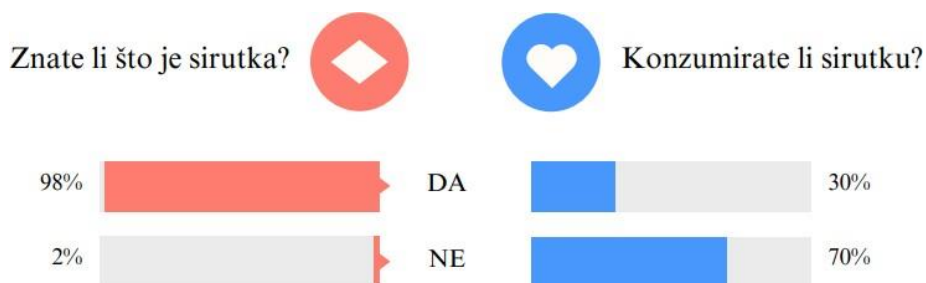 Znate li što je sirutka?
Konzumirate li sirutku?
98% DA 30%
2% NE 70%